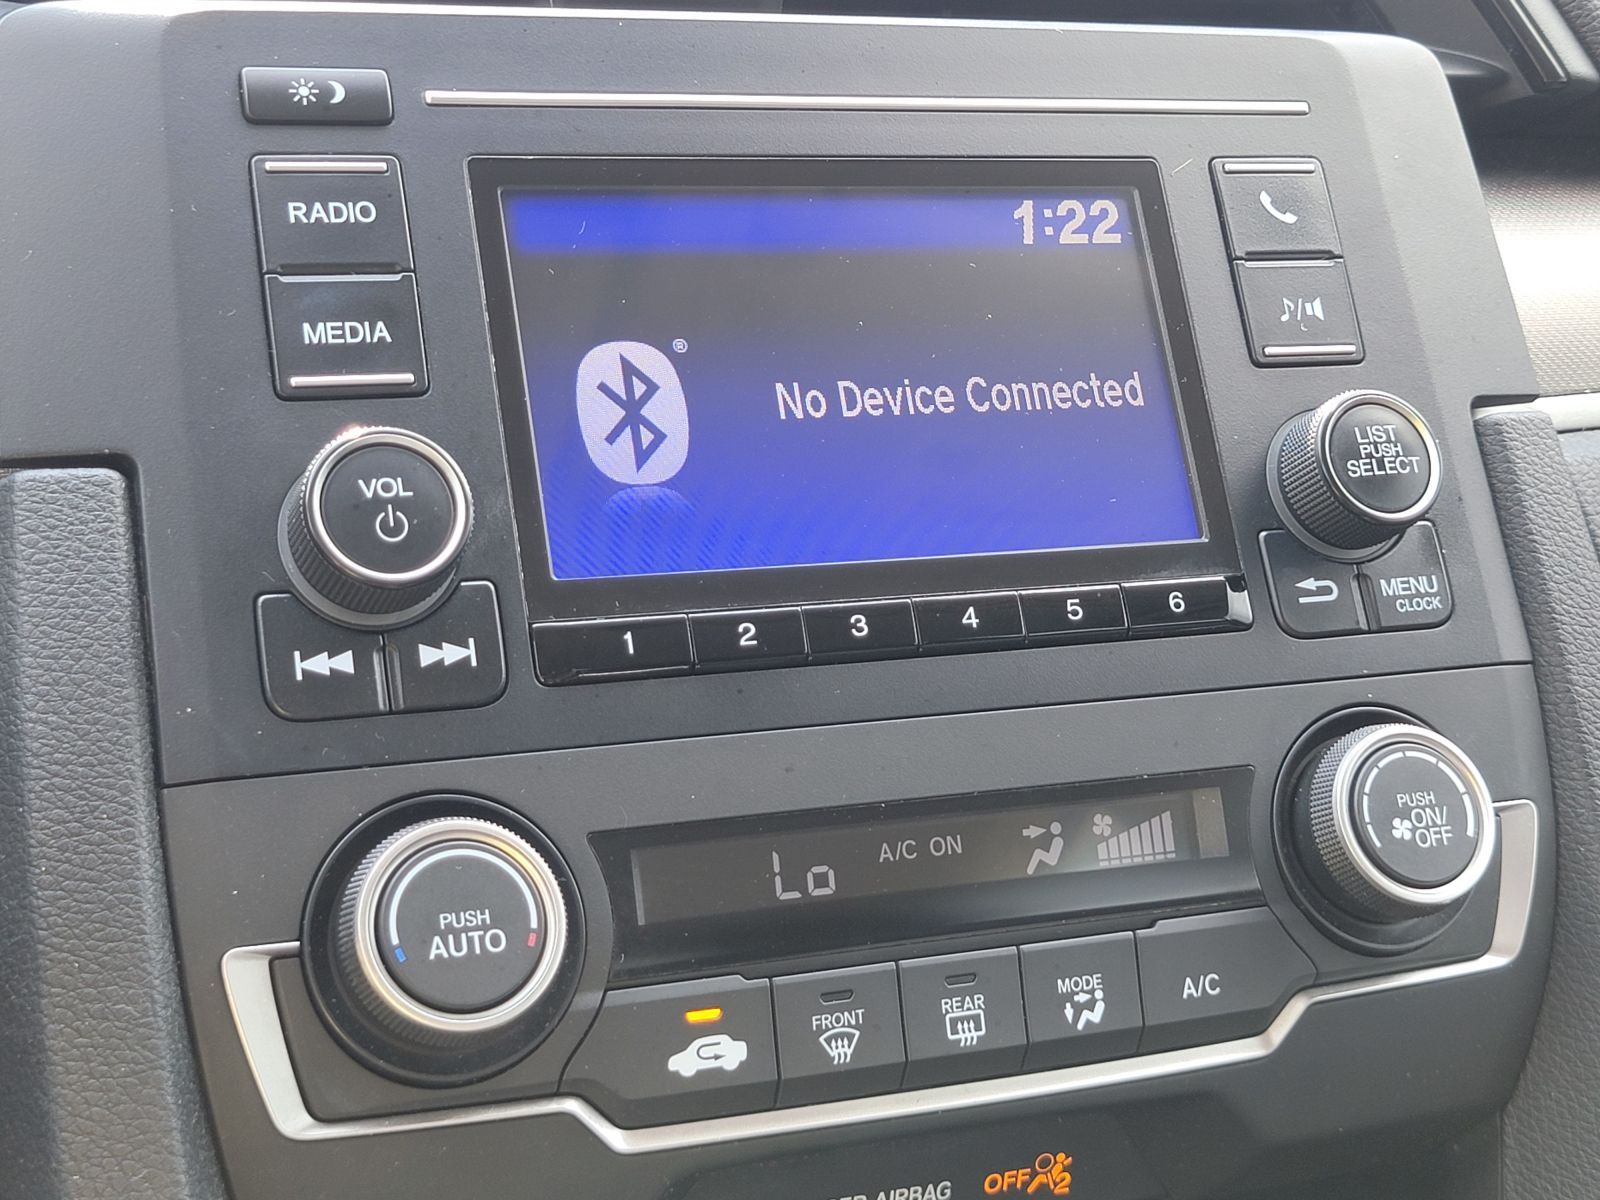 RADIO
MEDIA
VOL
1:22
®
No Device Connected
LIST
PUSH
SELECT
MENU
CLOCK
1 2 3 4 5 6
PUSH
AUTO
Lo
A/C ON
PUSH
ON/
OFF
FRONT
REAR
MODE
A/C
AIRBAG
OFF
2